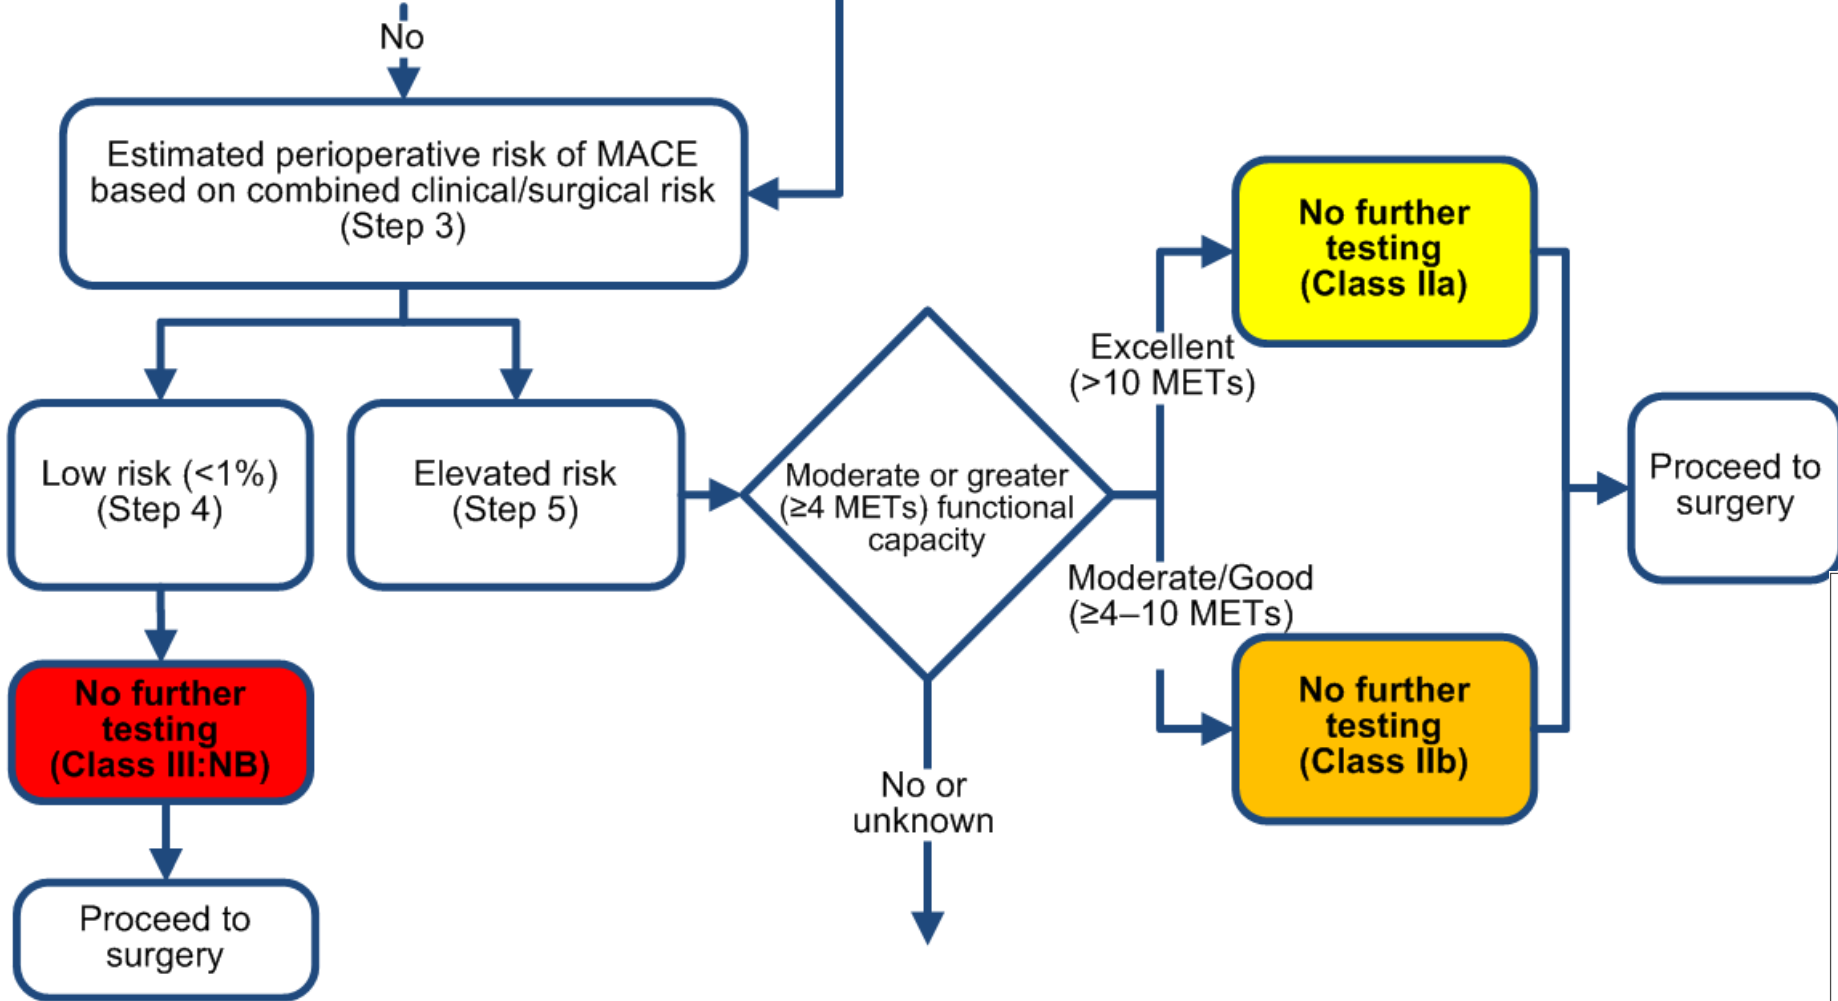 No
Estimated perioperative risk of MACE
based on combined clinical/surgical risk
(Step 3)
Low risk (<1%)
(Step 4)
Elevated risk
(Step 5)
Moderate or greater
(≥4 METs) functional
capacity
Excellent
(>10 METs)
No further
testing
(Class IIa)
Moderate/Good
(≥4–10 METs)
No further
testing
(Class IIb)
Proceed to
surgery
No further
testing
(Class III:NB)
No or
unknown
Proceed to
surgery